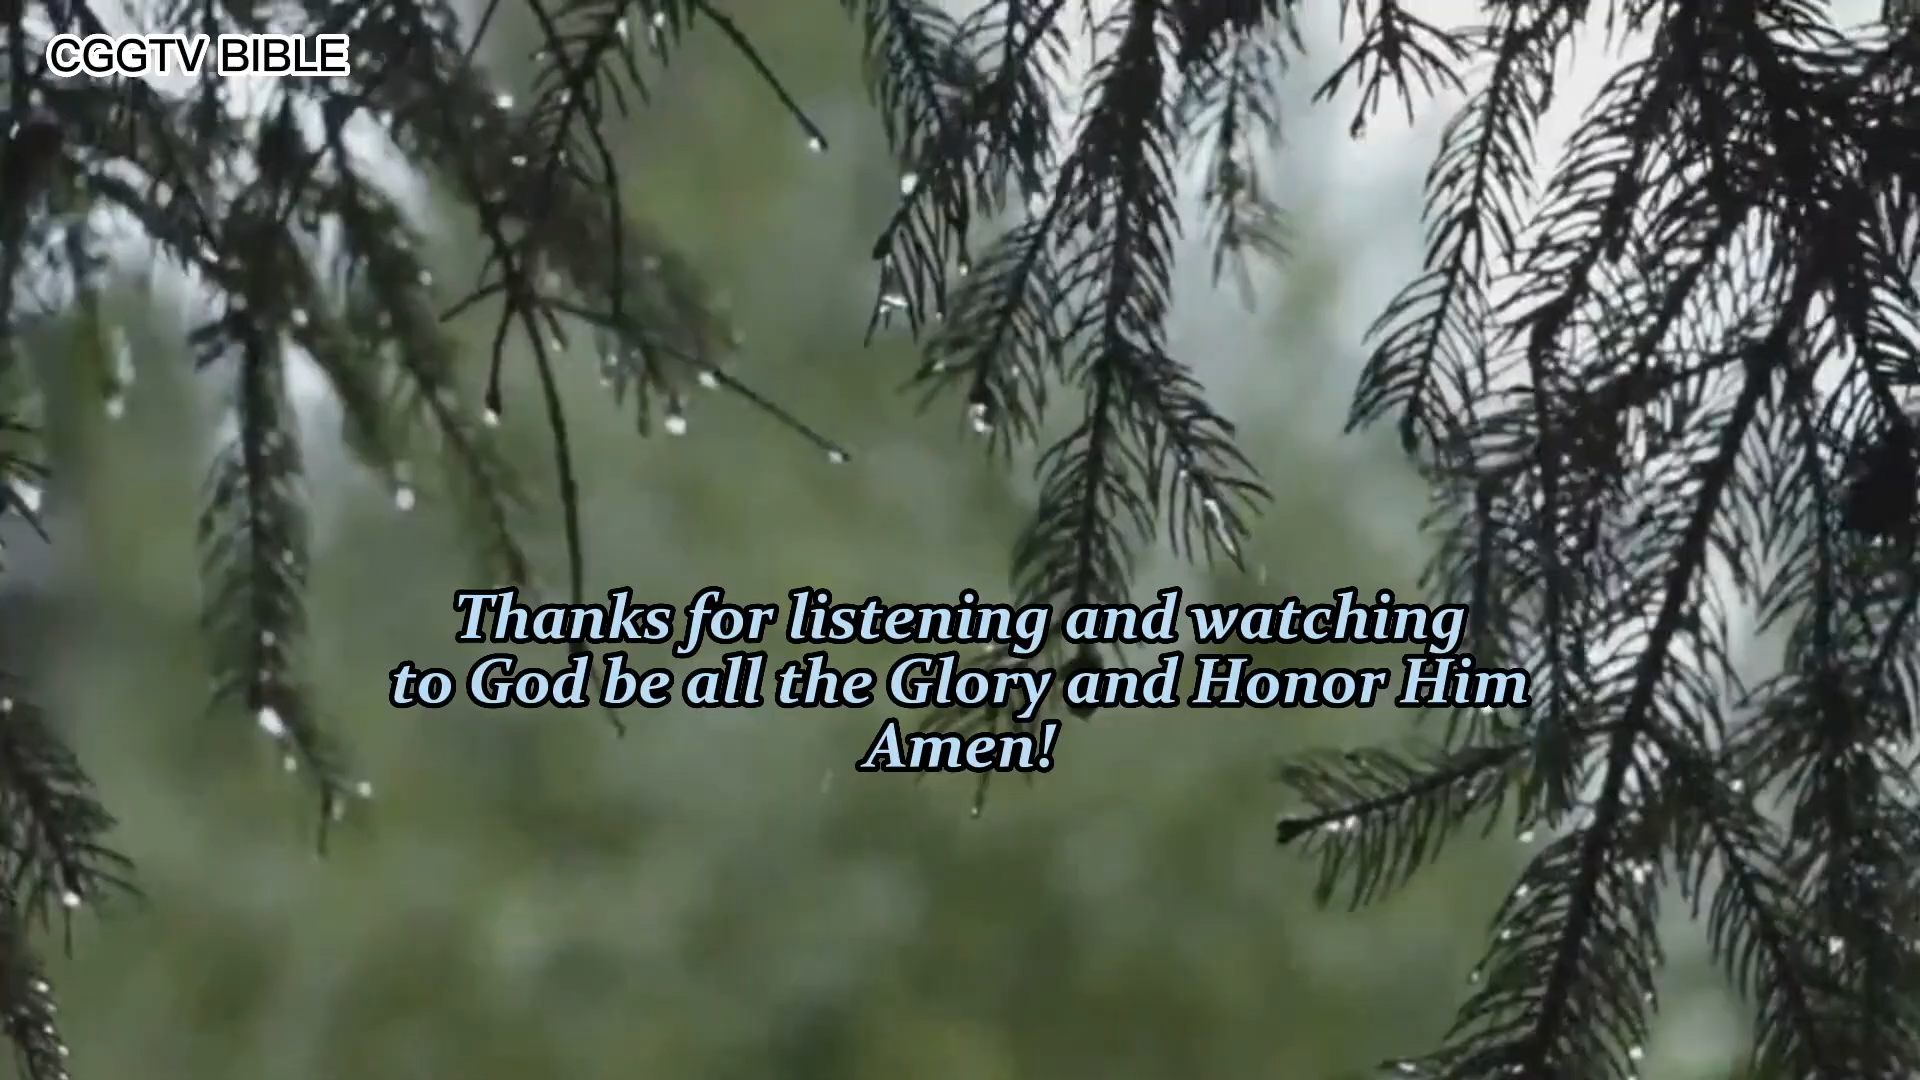 CGGTV BIBLE
Thanks for listening and watching
to God be all the Glory and Honor Him
Amen!